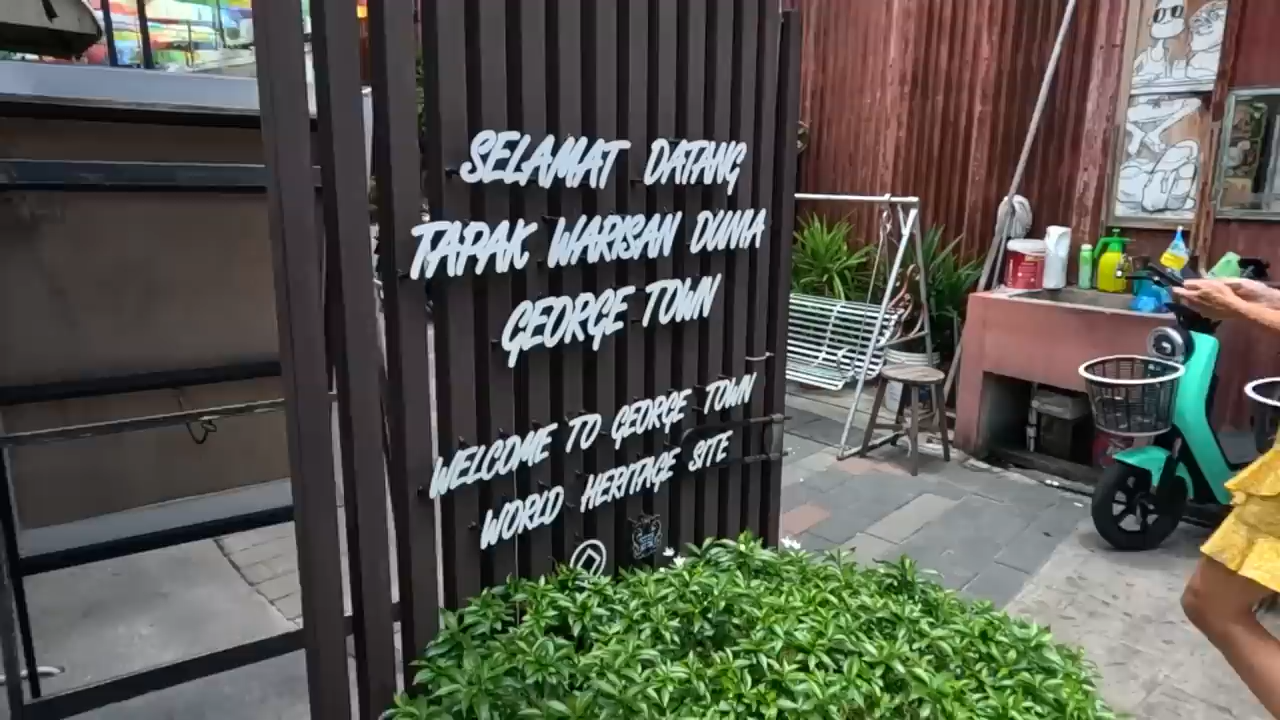 SELAMAT DATANG
TAPAK WARISAN DUNIA
GEORGE TOWN
WELCOME TO GEORGE TOWN
WORLD HERITAGE SITE